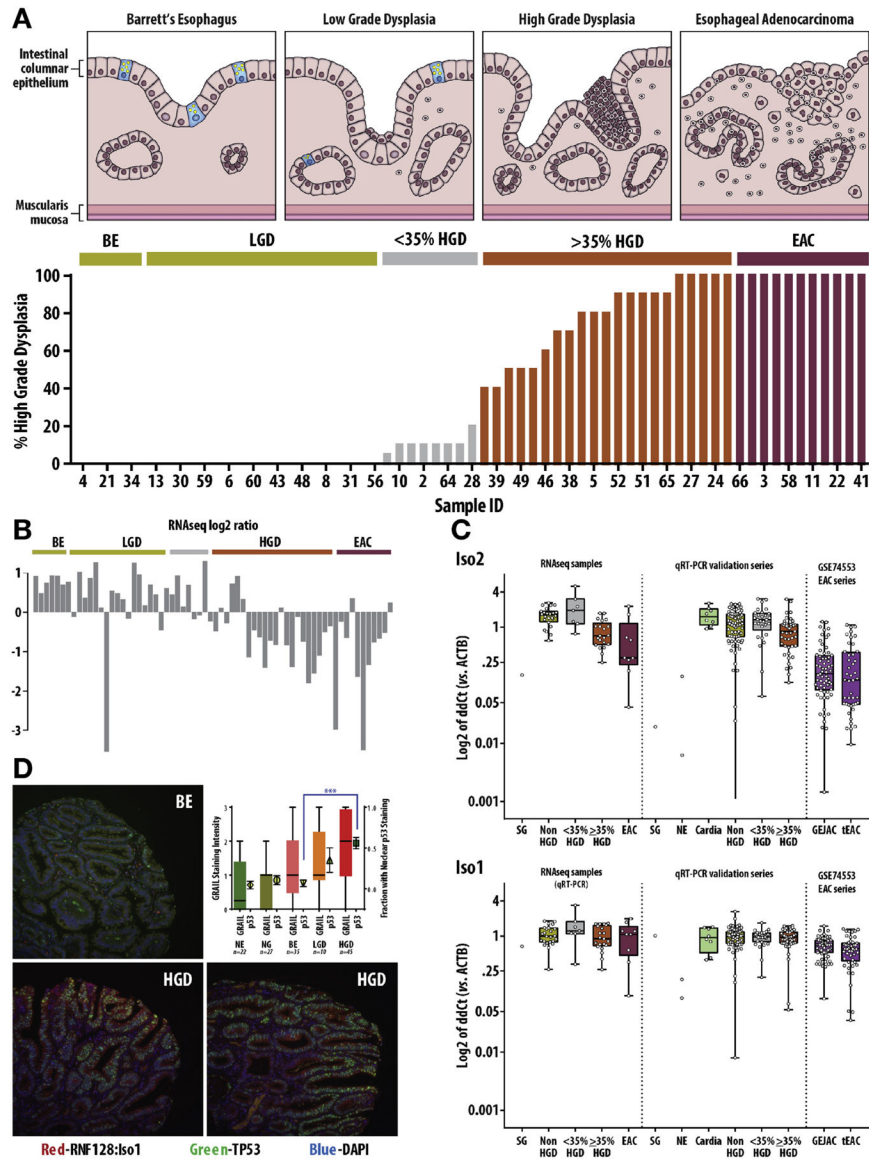 A
Barrett's Esophagus Low Grade Dysplasia High Grade Dysplasia Esophageal Adenocarcinoma
Intestinal
columnar
epithelium
Muscularis
mucosa
BE LGD <35% HGD >35% HGD EAC
% High Grade Dysplasia
100
80
60
40
20
0
4 21 34 13 30 59 6 60 43 48 8 31 56 10 2 64 28 39 49 46 38 5 52 51 65 27 24 66 3 58 11 22 41
Sample ID
B
RNAseq log2 ratio
BE LGD HGD EAC
1
0
-1
-2
-3
C
Iso2
RNAseq samples
qRT-PCR validation series
GSE74553
EAC series
Log2 of ddCt (vs. ACTB)
4
1
.25
0.05
0.01
0.001
SG Non HGD <35% HGD ≥35% HGD EAC SG NE Cardia Non HGD <35% HGD ≥35% HGD GEJAC tEAC
Iso1
RNAseq samples
(qRT-PCR)
qRT-PCR validation series
GSE74553
EAC series
Log2 of ddCt (vs. ACTB)
4
1
.25
0.05
0.01
0.001
SG Non HGD <35% HGD ≥35% HGD EAC SG NE Cardia Non HGD <35% HGD ≥35% HGD GEJAC tEAC
D
BE
***
GRAIL Staining Intensity
3
2
1
0
Fraction with Nuclear p53 Staining
1.0
0.5
0.0
GRAIL p53 GRAIL p53 GRAIL p53 GRAIL p53 GRAIL p53
NE NG BE LGD HGD
n=22 n=27 n=35 n=10 n=45
HGD
HGD
Red-RNF128:Iso1 Green-TP53 Blue-DAPI